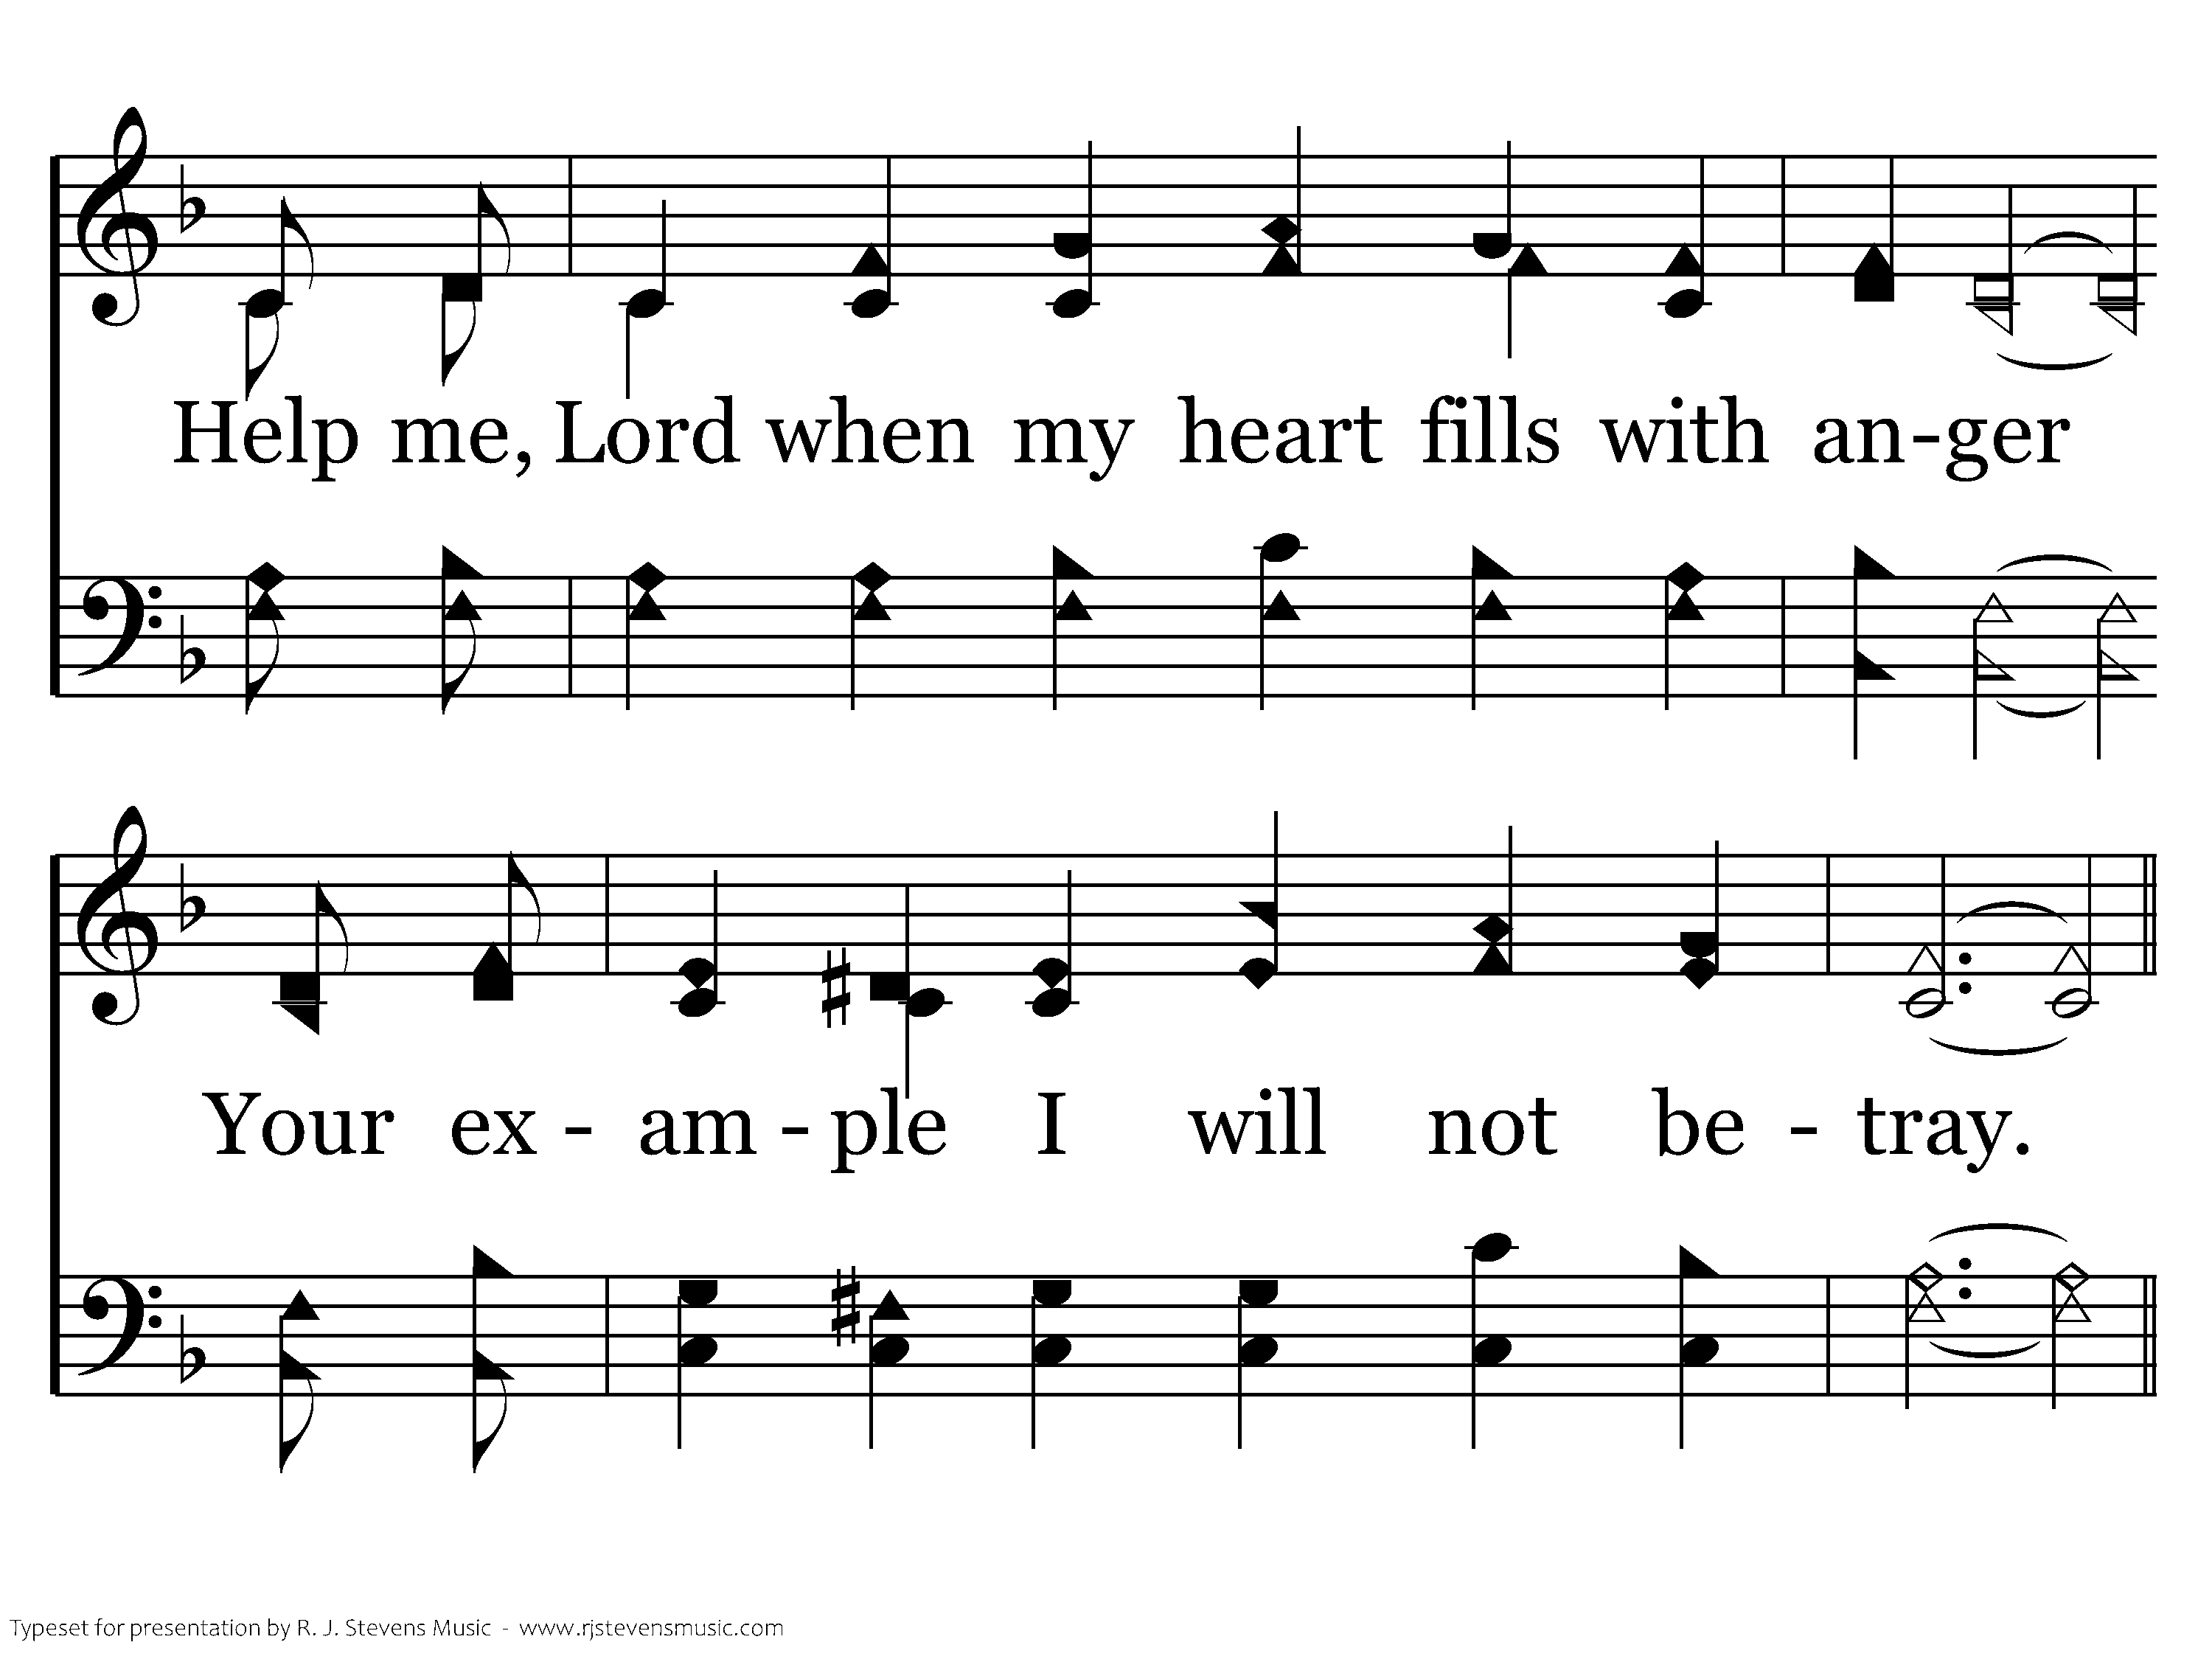 Help me, Lord when my heart fills with an-ger
Your ex - am - ple I will not be - tray.
Typeset for presentation by R. J. Stevens Music - www.rjstevensmusic.com